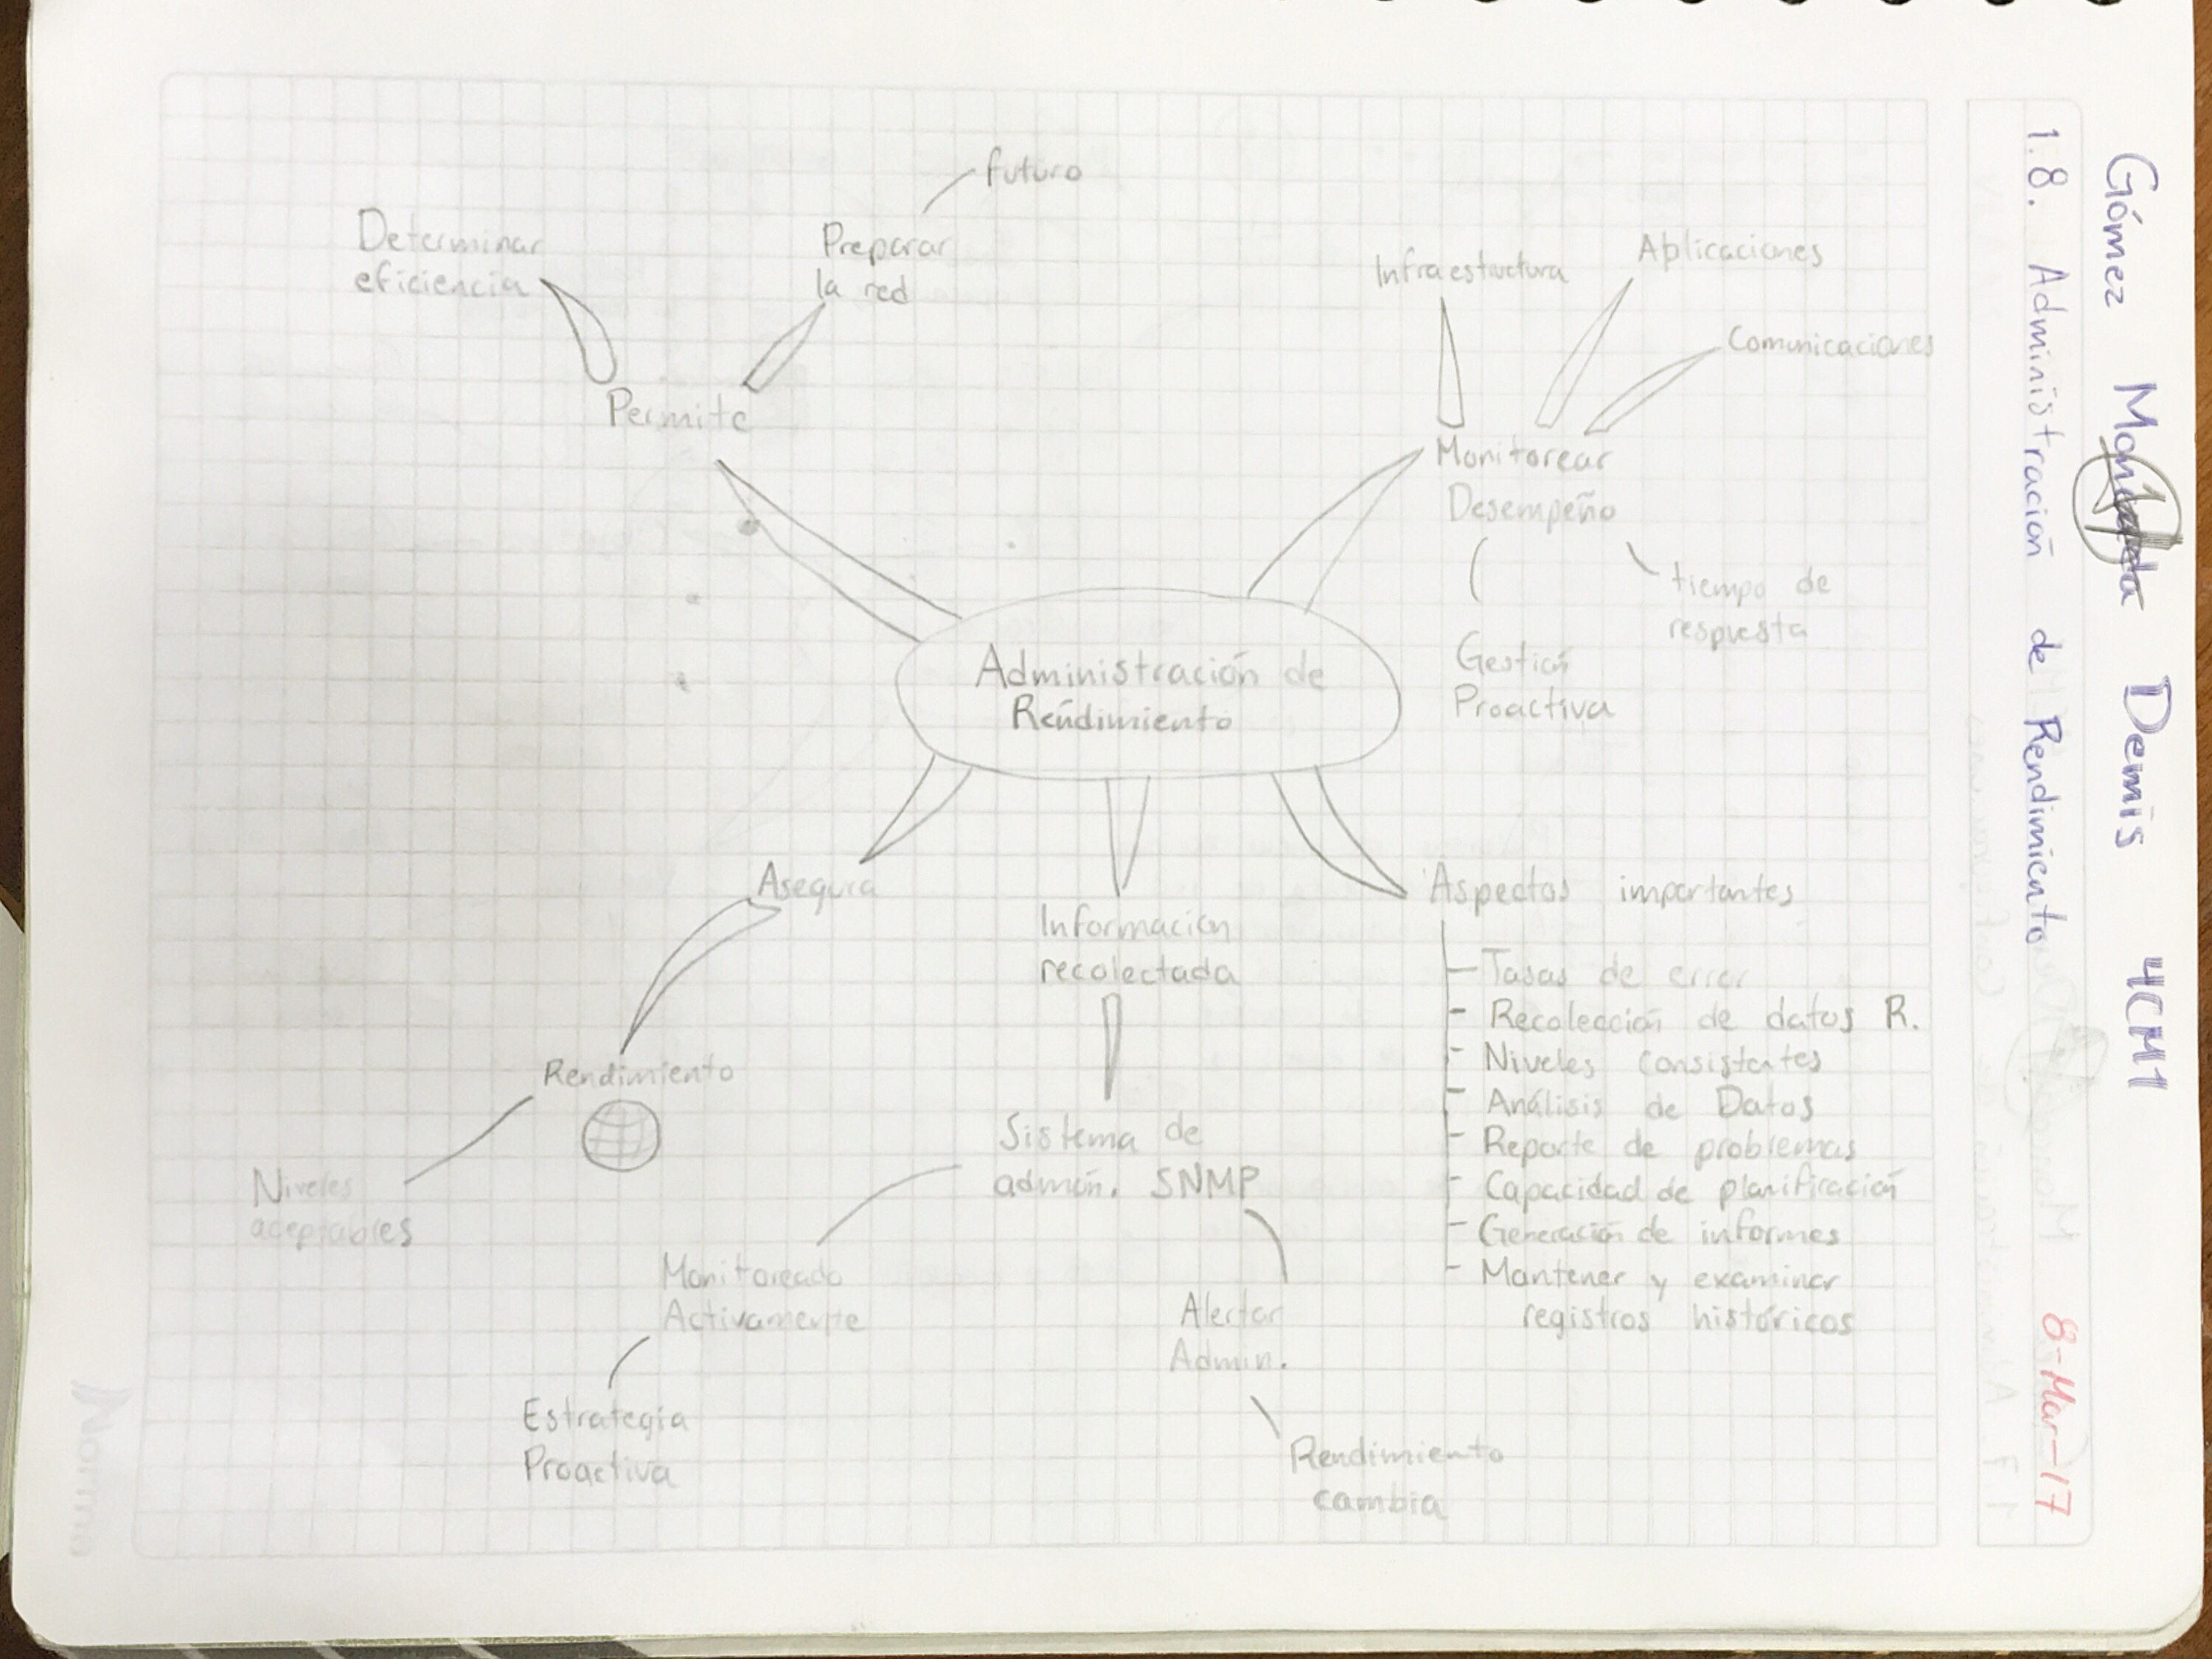 Gómez Demis 4CM1
1.8. Administración de Rendimiento
8-Mar-17
Administración de
Rendimiento
Permite
Determinar
eficiencia
Preparar
la red
futuro
Monitorear
Desempeño
Infraestructura
Aplicaciones
Comunicaciones
tiempo de
respuesta
Gestión
Proactiva
Asegura
Rendimiento
Niveles
aceptables
Información
recolectada
Sistema de
admón. SNMP
Monitoreado
Activamente
Estrategia
Proactiva
Alertar
Admin.
Rendimiento
cambia
Aspectos importantes
- Tasas de error
- Recolección de datos R.
- Niveles consistentes
- Análisis de Datos
- Reporte de problemas
- Capacidad de planificación
- Generación de informes
- Mantener y examinar
registros históricos
Norma